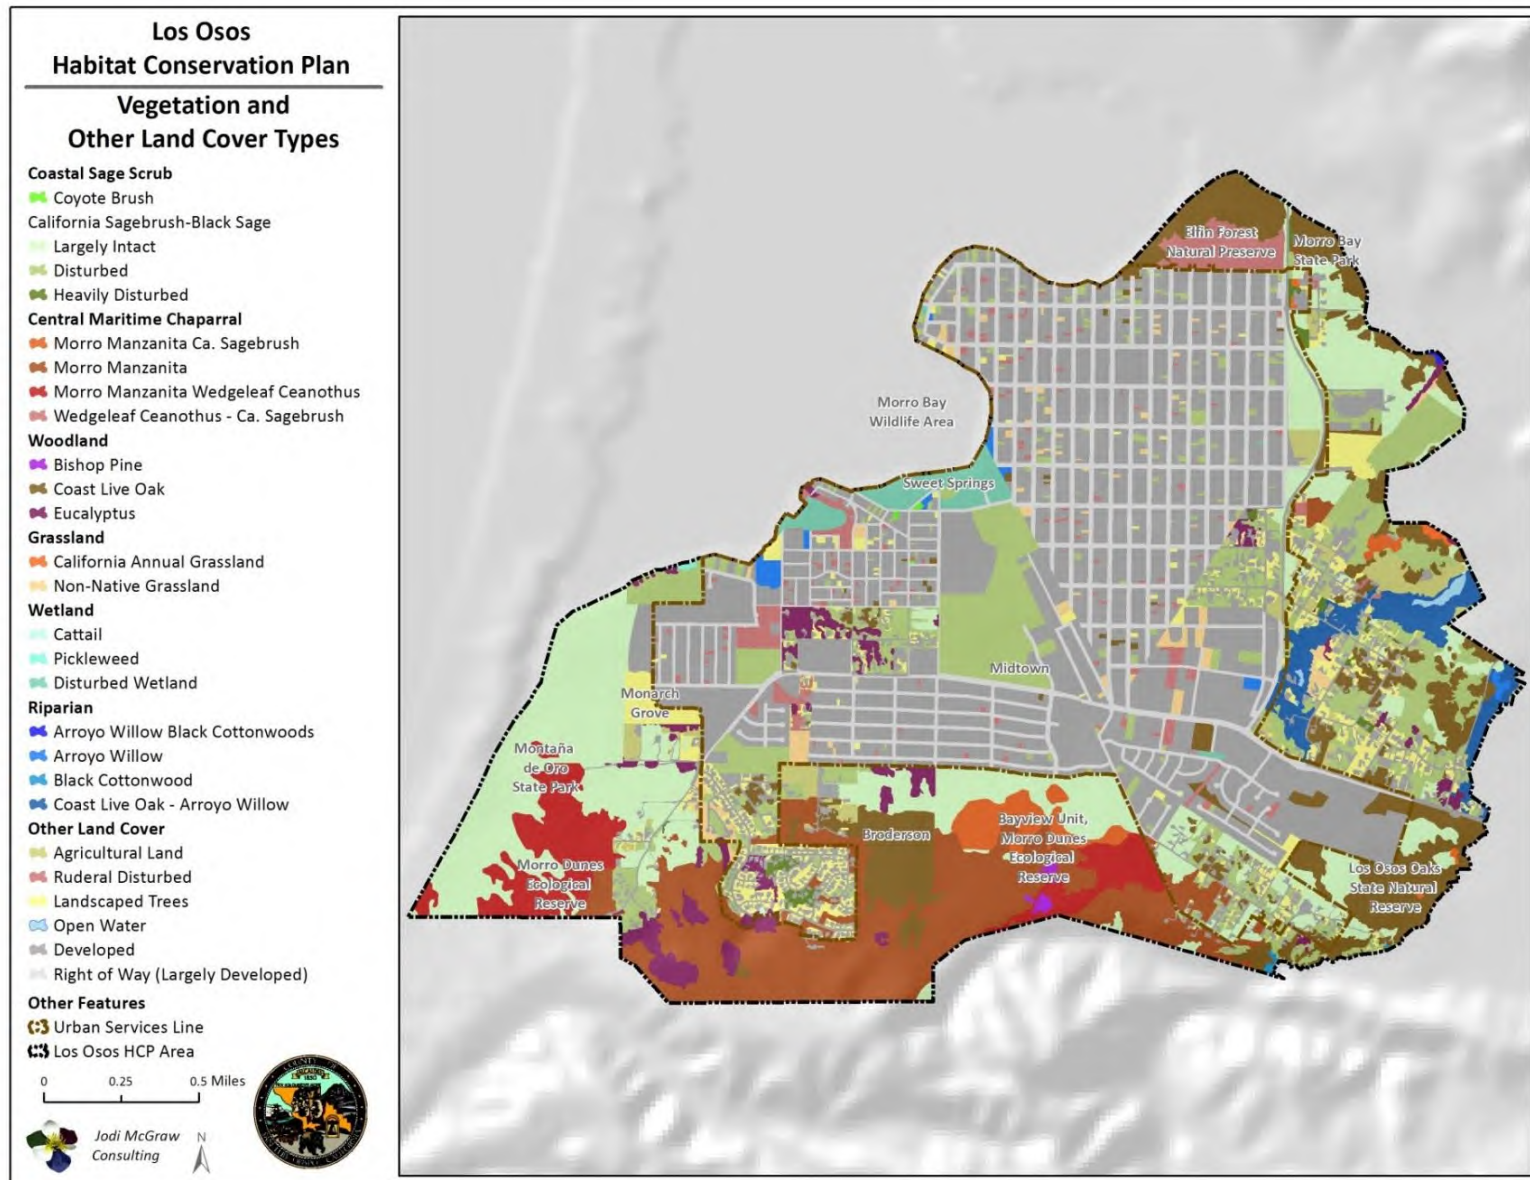 Los Osos
Habitat Conservation Plan
Vegetation and
Other Land Cover Types
Coastal Sage Scrub
Coyote Brush
California Sagebrush-Black Sage
Largely Intact
Disturbed
Heavily Disturbed
Central Maritime Chaparral
Morro Manzanita Ca. Sagebrush
Morro Manzanita
Morro Manzanita Wedgeleaf Ceanothus
Wedgeleaf Ceanothus - Ca. Sagebrush
Woodland
Bishop Pine
Coast Live Oak
Eucalyptus
Grassland
California Annual Grassland
Non-Native Grassland
Wetland
Cattail
Pickleweed
Disturbed Wetland
Riparian
Arroyo Willow Black Cottonwoods
Arroyo Willow
Black Cottonwood
Coast Live Oak - Arroyo Willow
Other Land Cover
Agricultural Land
Ruderal Disturbed
Landscaped Trees
Open Water
Developed
Right of Way (Largely Developed)
Other Features
Urban Services Line
Los Osos HCP Area
0 0.25 0.5 Miles
Jodi McGraw
Consulting
N
Elfin Forest
Natural Preserve
Morro Bay
State Park
Morro Bay
Wildlife Area
Sweet Springs
Midtown
Monarch
Grove
Montaña
de Oro
State Park
Morro Dunes
Ecological
Reserve
Broderson
Bayview Unit,
Morro Dunes
Ecological
Reserve
Los Osos Oaks
State Natural
Reserve